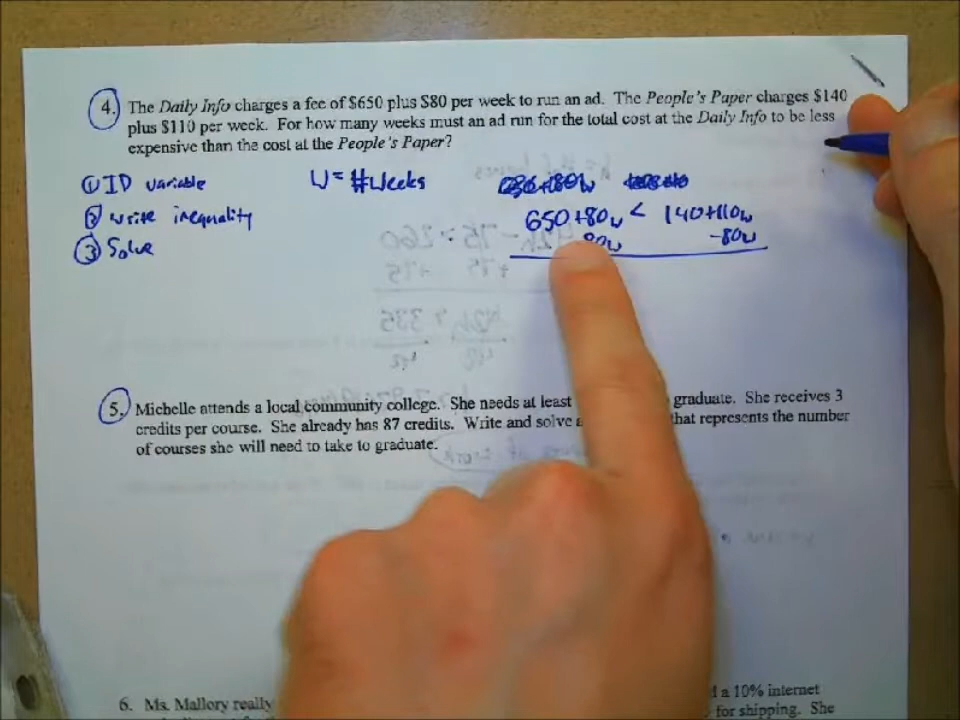 4. The Daily Info charges a fee of $650 plus $80 per week to run an ad. The People's Paper charges $140
plus $110 per week. For how many weeks must an ad run for the total cost at the Daily Info to be less
expensive than the cost at the People's Paper?
① ID variable W = # weeks
② write inequality 650 + 80w < 140 + 110w
③ Solve 80w -80w
5. Michelle attends a local community college. She needs at least graduate. She receives 3
credits per course. She already has 87 credits. Write and solve that represents the number
of courses she will need to take to graduate.
6. Ms. Mallory really a 10% internet
for shipping. She